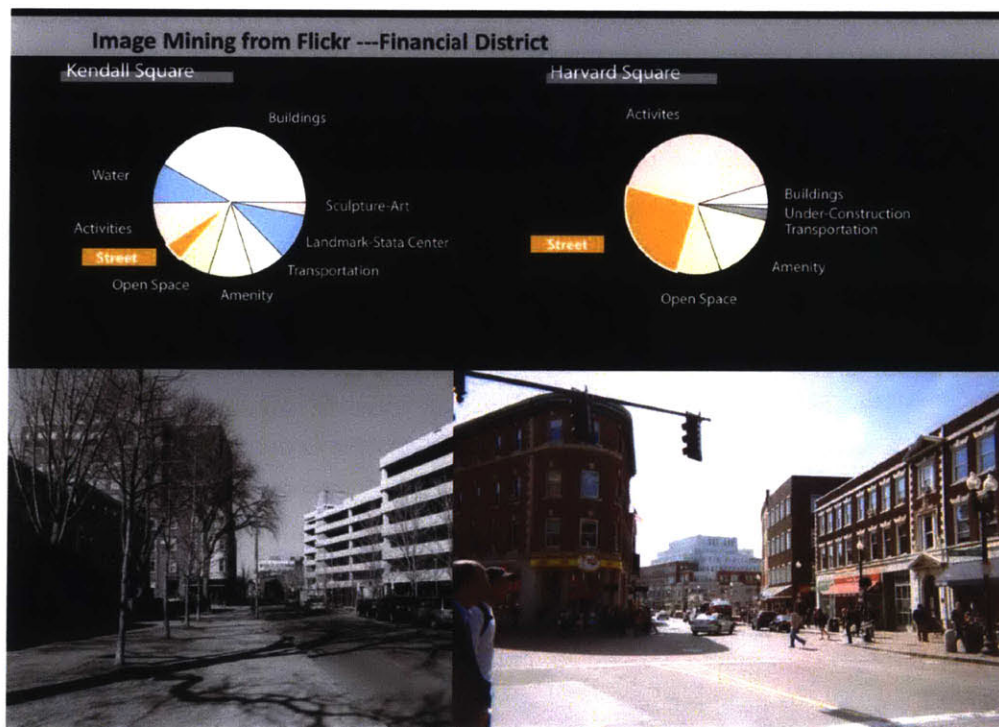 Image Mining from Flickr ---Financial District
Kendall Square
Buildings
Water
Sculpture-Art
Activities
Landmark-Stata Center
Street
Transportation
Open Space
Amenity
Harvard Square
Activites
Buildings
Under-Construction
Transportation
Street
Amenity
Open Space